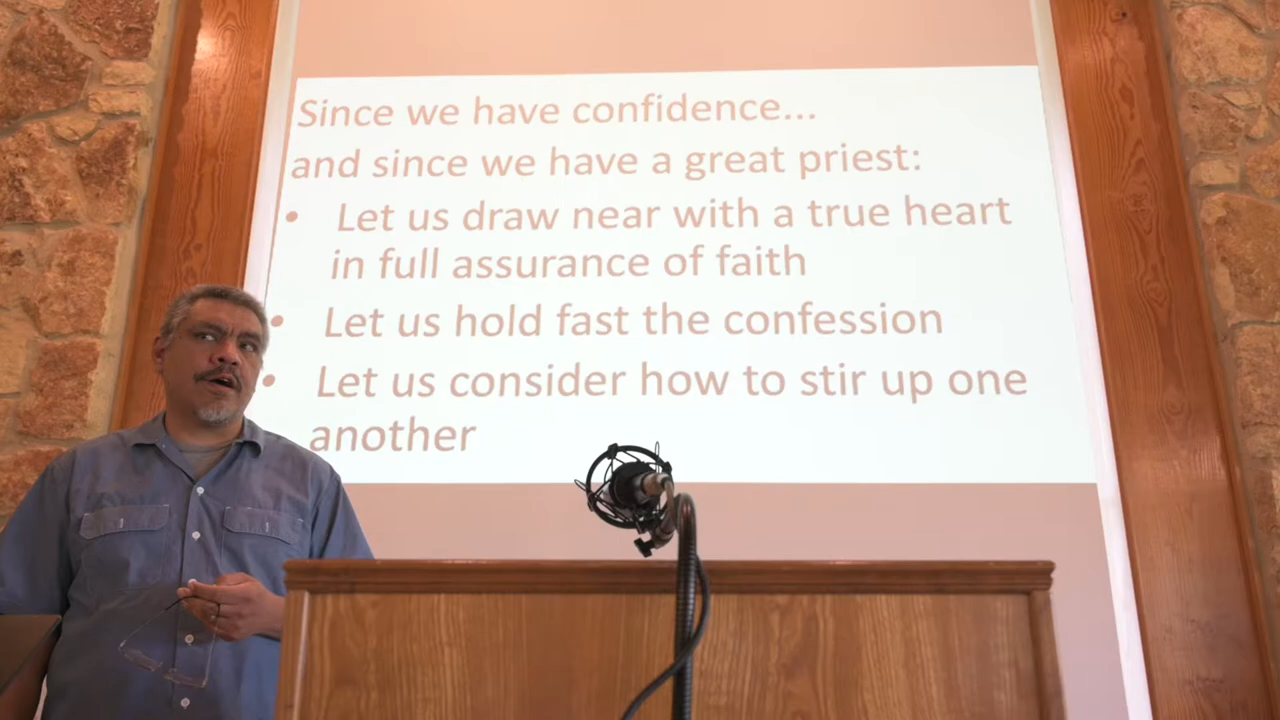 Since we have confidence...
and since we have a great priest:
• Let us draw near with a true heart
in full assurance of faith
• Let us hold fast the confession
• Let us consider how to stir up one
another